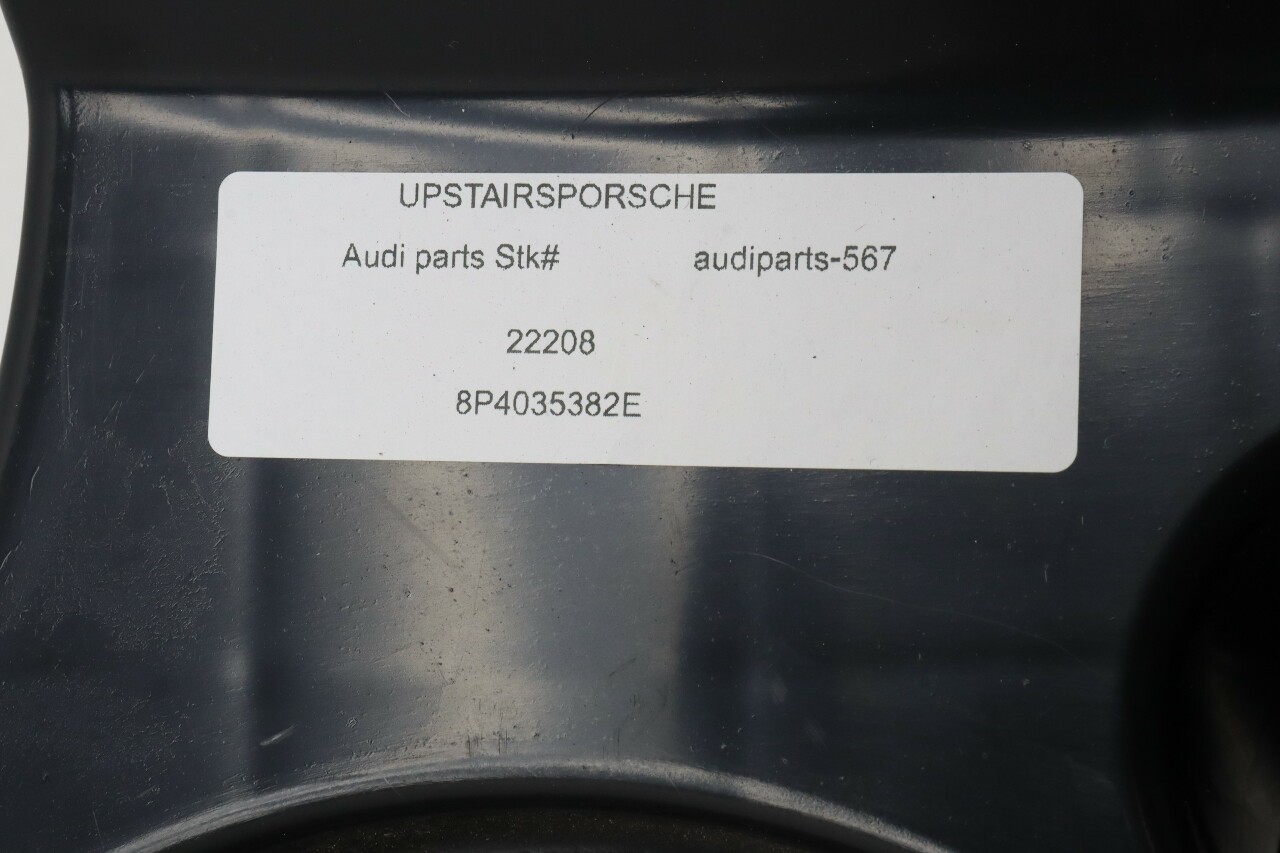 UPSTAIRSPORSCHE
Audi parts Stk# audiparts-567
22208
8P4035382E